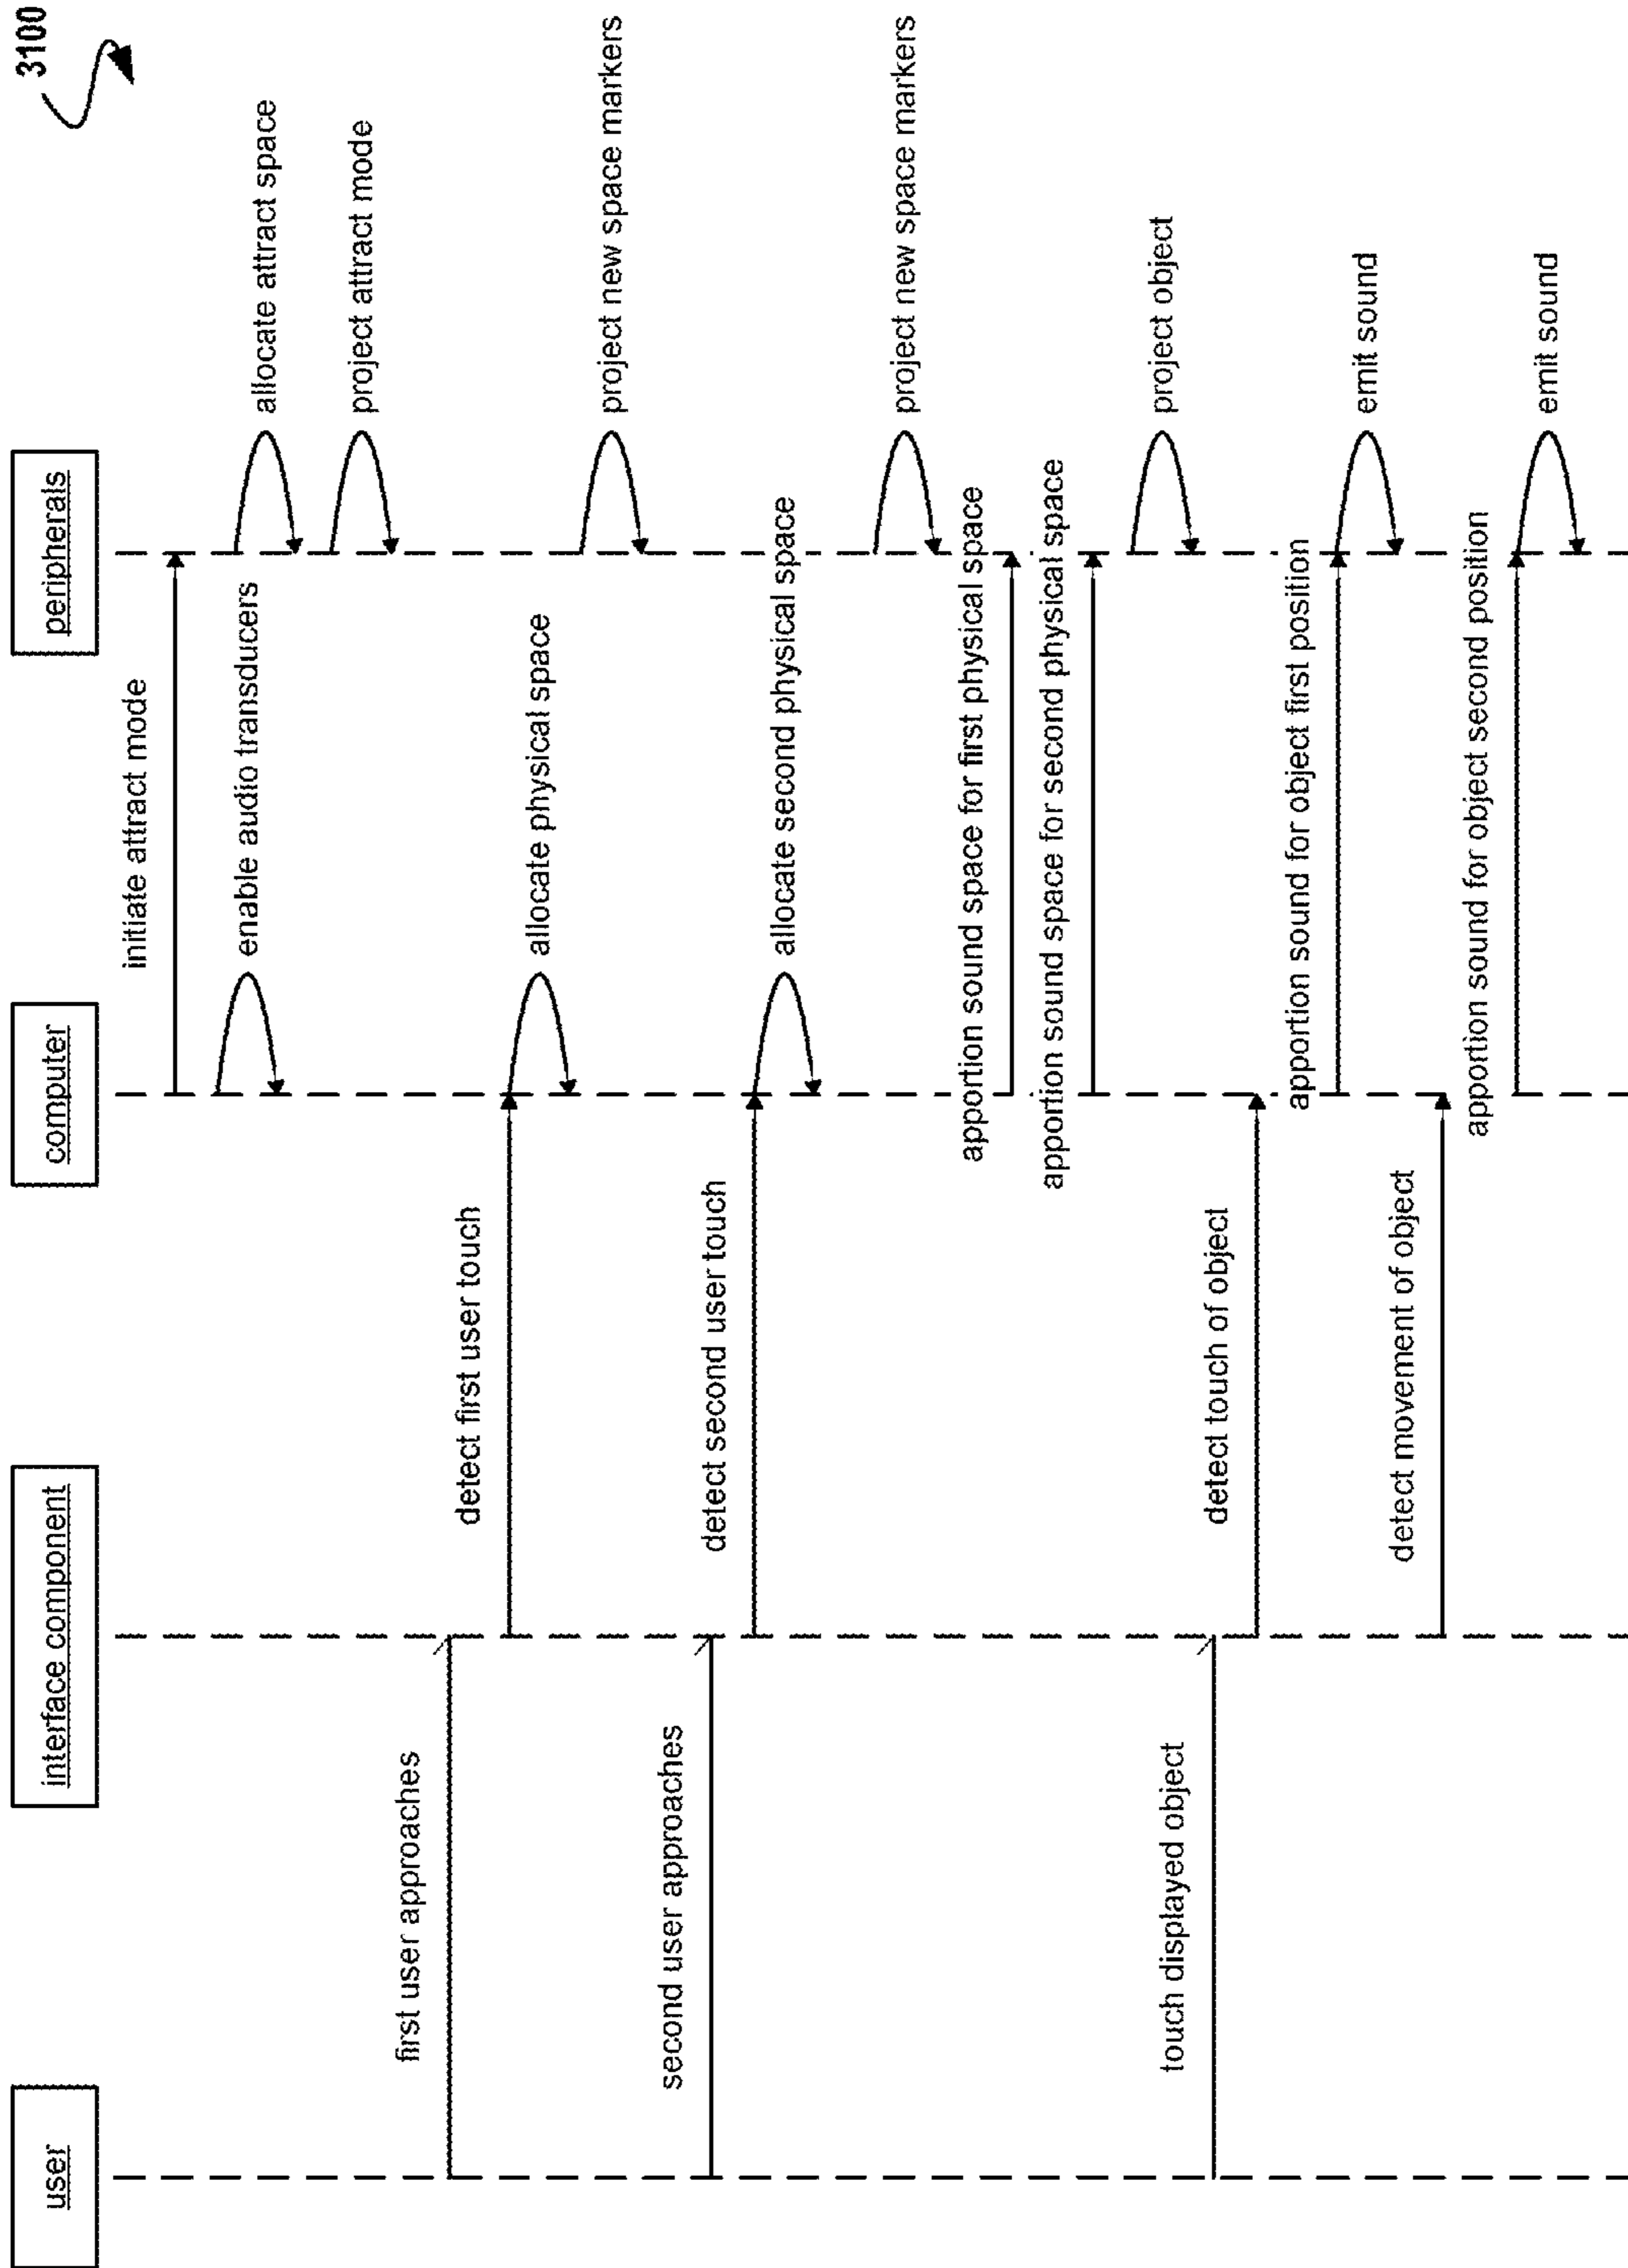 3100
user
interface component
computer
peripherals
initiate attract mode
enable audio transducers
allocate attract space
project attract mode
first user approaches
detect first user touch
allocate physical space
project new space markers
second user approaches
detect second user touch
allocate second physical space
project new space markers
apportion sound space for first physical space
apportion sound space for second physical space
project object
touch displayed object
detect touch of object
apportion sound for object first position
emit sound
detect movement of object
apportion sound for object second position
emit sound